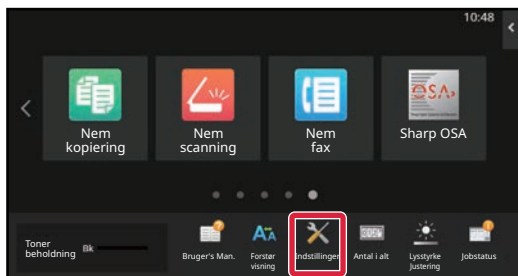 10:48
Nem
kopiering
Nem
scanning
Nem
fax
Sharp OSA
OSA
Toner
beholdning
Bk
Bruger's Man.
Forstør
visning
Indstillinger
Antal i alt
Lysstyrke
Justering
Jobstatus